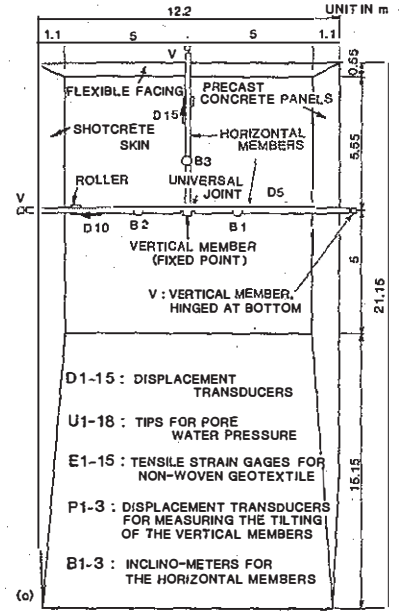 UNIT IN m
12.2
1.1 5 5 1.1
V
0.55
FLEXIBLE FACING
PRECAST
CONCRETE PANELS
D15
SHOTCRETE
SKIN
HORIZONTAL
MEMBERS
5.55
B3
ROLLER
UNIVERSAL
JOINT
D5
V
D10
B2
B1
VERTICAL MEMBER
(FIXED POINT)
5
V : VERTICAL MEMBER,
HINGED AT BOTTOM
21.15
D1-15 : DISPLACEMENT
TRANSDUCERS
U1-18 : TIPS FOR PORE
WATER PRESSURE
E1-15 : TENSILE STRAIN GAGES FOR
NON-WOVEN GEOTEXTILE
P1-3 : DISPLACEMENT TRANSDUCERS
FOR MEASURING THE TILTING
OF THE VERTICAL MEMBERS
B1-3 : INCLINO-METERS FOR
THE HORIZONTAL MEMBERS